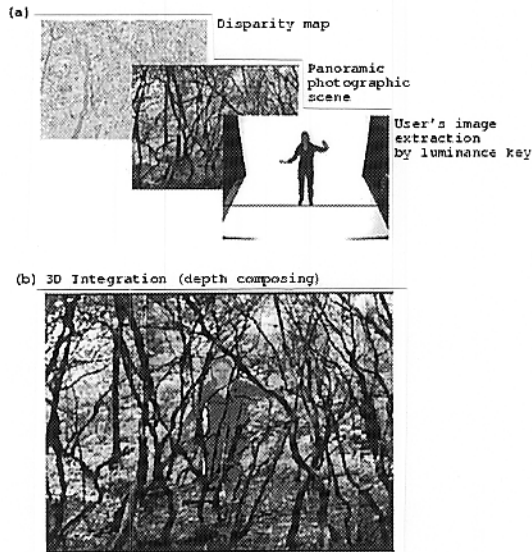 (a)
Disparity map
Panoramic
photographic
scene
User's image
extraction
by luminance key
(b) 3D Integration (depth composing)